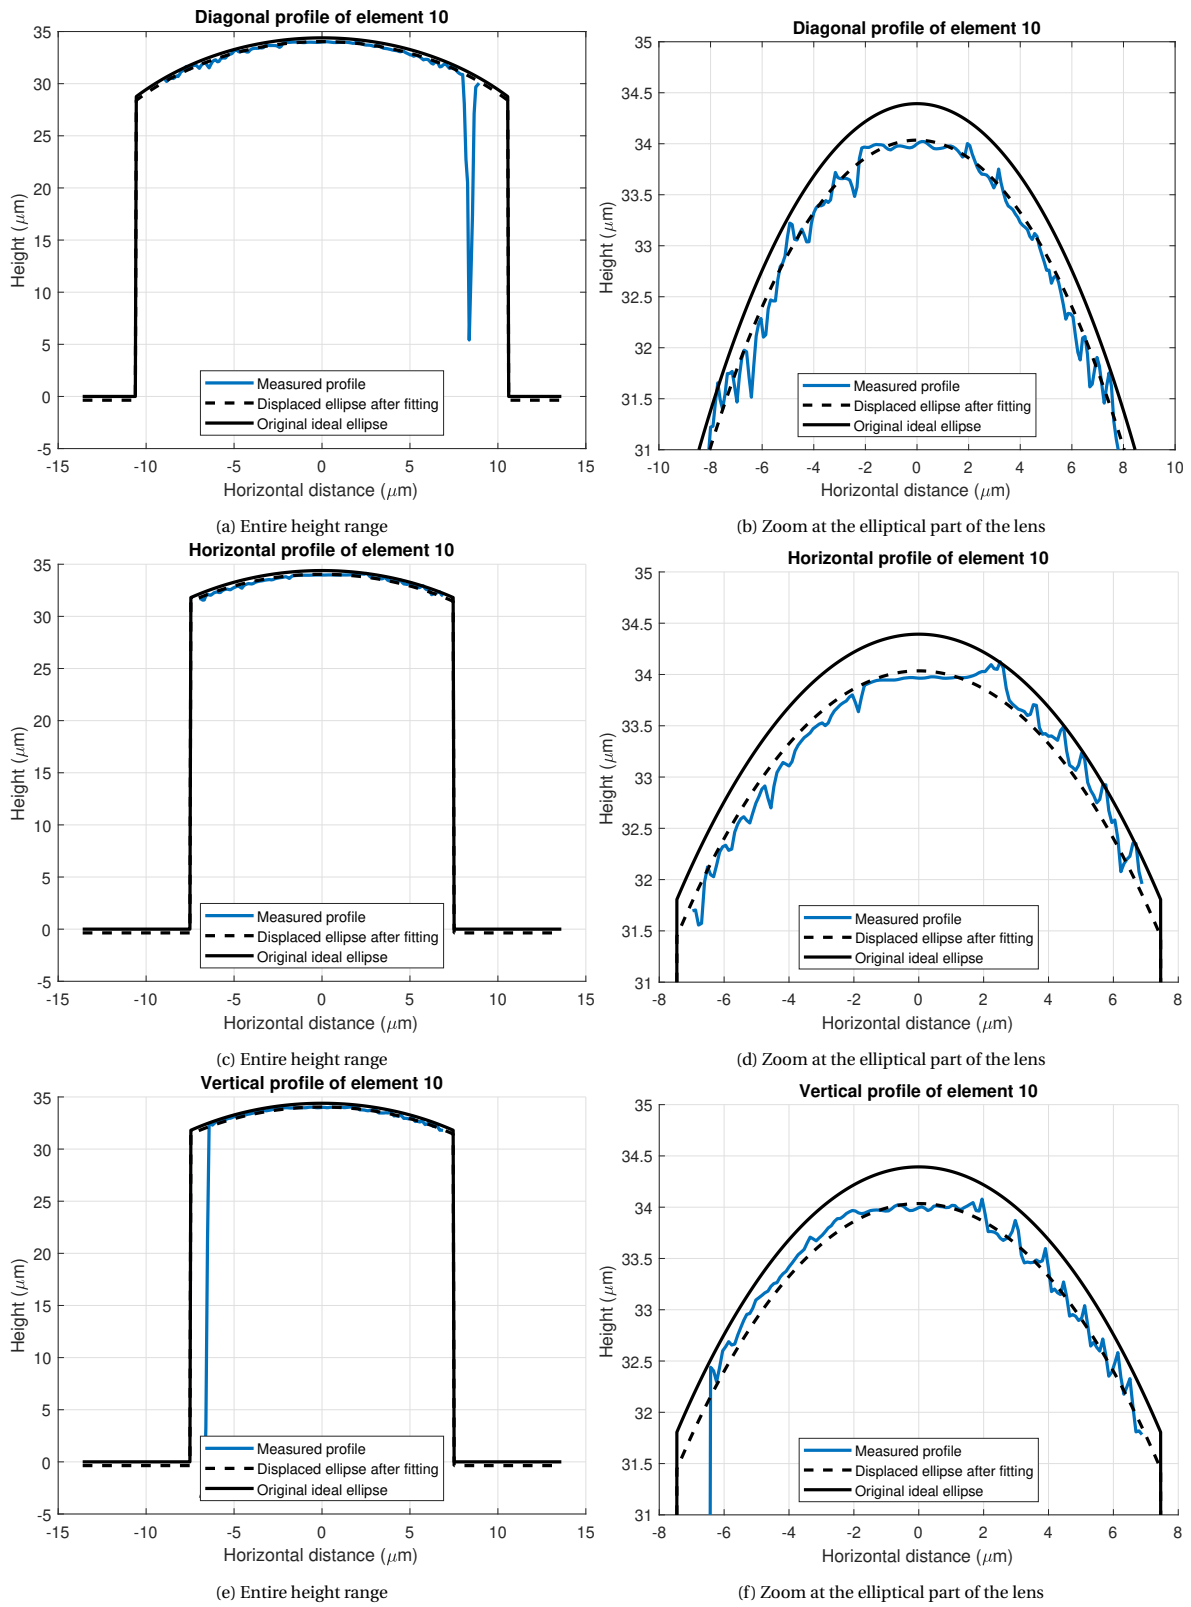 Diagonal profile of element 10
35
30
25
20
15
10
5
0
-5
Height (μm)
Measured profile
Displaced ellipse after fitting
Original ideal ellipse
-15 -10 -5 0 5 10 15
Horizontal distance (μm)
(a) Entire height range
Diagonal profile of element 10
35
34.5
34
33.5
33
32.5
32
31.5
31
Height (μm)
Measured profile
Displaced ellipse after fitting
Original ideal ellipse
-10 -8 -6 -4 -2 0 2 4 6 8 10
Horizontal distance (μm)
(b) Zoom at the elliptical part of the lens
Horizontal profile of element 10
35
30
25
20
15
10
5
0
-5
Height (μm)
Measured profile
Displaced ellipse after fitting
Original ideal ellipse
-15 -10 -5 0 5 10 15
Horizontal distance (μm)
(c) Entire height range
Horizontal profile of element 10
35
34.5
34
33.5
33
32.5
32
31.5
31
Height (μm)
Measured profile
Displaced ellipse after fitting
Original ideal ellipse
-8 -6 -4 -2 0 2 4 6 8
Horizontal distance (μm)
(d) Zoom at the elliptical part of the lens
Vertical profile of element 10
35
30
25
20
15
10
5
0
-5
Height (μm)
Measured profile
Displaced ellipse after fitting
Original ideal ellipse
-15 -10 -5 0 5 10 15
Horizontal distance (μm)
(e) Entire height range
Vertical profile of element 10
35
34.5
34
33.5
33
32.5
32
31.5
31
Height (μm)
Measured profile
Displaced ellipse after fitting
Original ideal ellipse
-8 -6 -4 -2 0 2 4 6 8
Horizontal distance (μm)
(f) Zoom at the elliptical part of the lens